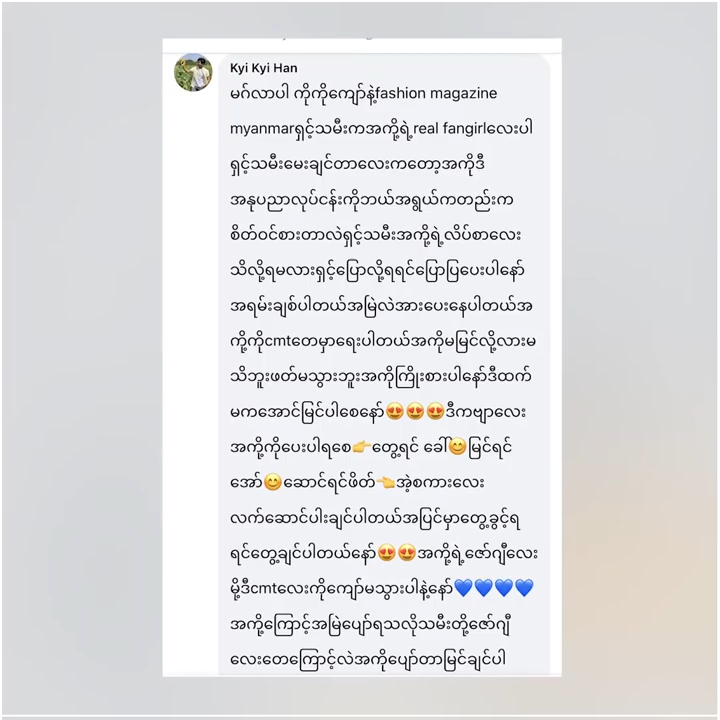 Kyi Kyi Han
မင်္ဂလာပါ ကိုကိုကျော်နဲ့fashion magazine
myanmarရှင့်သမီးကအကို့ရဲ့real fangirlလေးပါ
ရှင့်သမီးမေးချင်တာလေးကတော့အကိုဒီ
အနုပညာလုပ်ငန်းကိုဘယ်အရွယ်ကတည်းက
စိတ်ဝင်စားတာလဲရှင့်သမီးအကို့ရဲ့လိပ်စာလေး
သိလို့ရမလားရှင့်ပြောလို့ရရင်ပြောပြပေးပါနော်
အရမ်းချစ်ပါတယ်အမြဲလဲအားပေးနေပါတယ်အ
ကို့ကိုcmtတေမှာရေးပါတယ်အကိုမမြင်လို့လားမ
သိဘူးဖတ်မသွားဘူးအကိုကြိုးစားပါနော်ဒီထက်
မကအောင်မြင်ပါစေနော်😍😍😍ဒီကဗျာလေး
အကို့ကိုပေးပါရစေ👉တွေ့ရင် ခေါ်😊မြင်ရင်
အော်😊ဆောင်ရင်ဖိတ်👈အဲ့စကားလေး
လက်ဆောင်ပါးချင်ပါတယ်အပြင်မှာတွေ့ခွင့်ရ
ရင်တွေ့ချင်ပါတယ်နော်😍😍အကို့ရဲ့ဇော်ဂျီလေး
မို့ဒီcmtလေးကိုကျော်မသွားပါနဲ့နော်💙💙💙💙
အကို့ကြောင့်အမြဲပျော်ရသလိုသမီးတို့ဇော်ဂျီ
လေးတေကြောင့်လဲအကိုပျော်တာမြင်ချင်ပါ